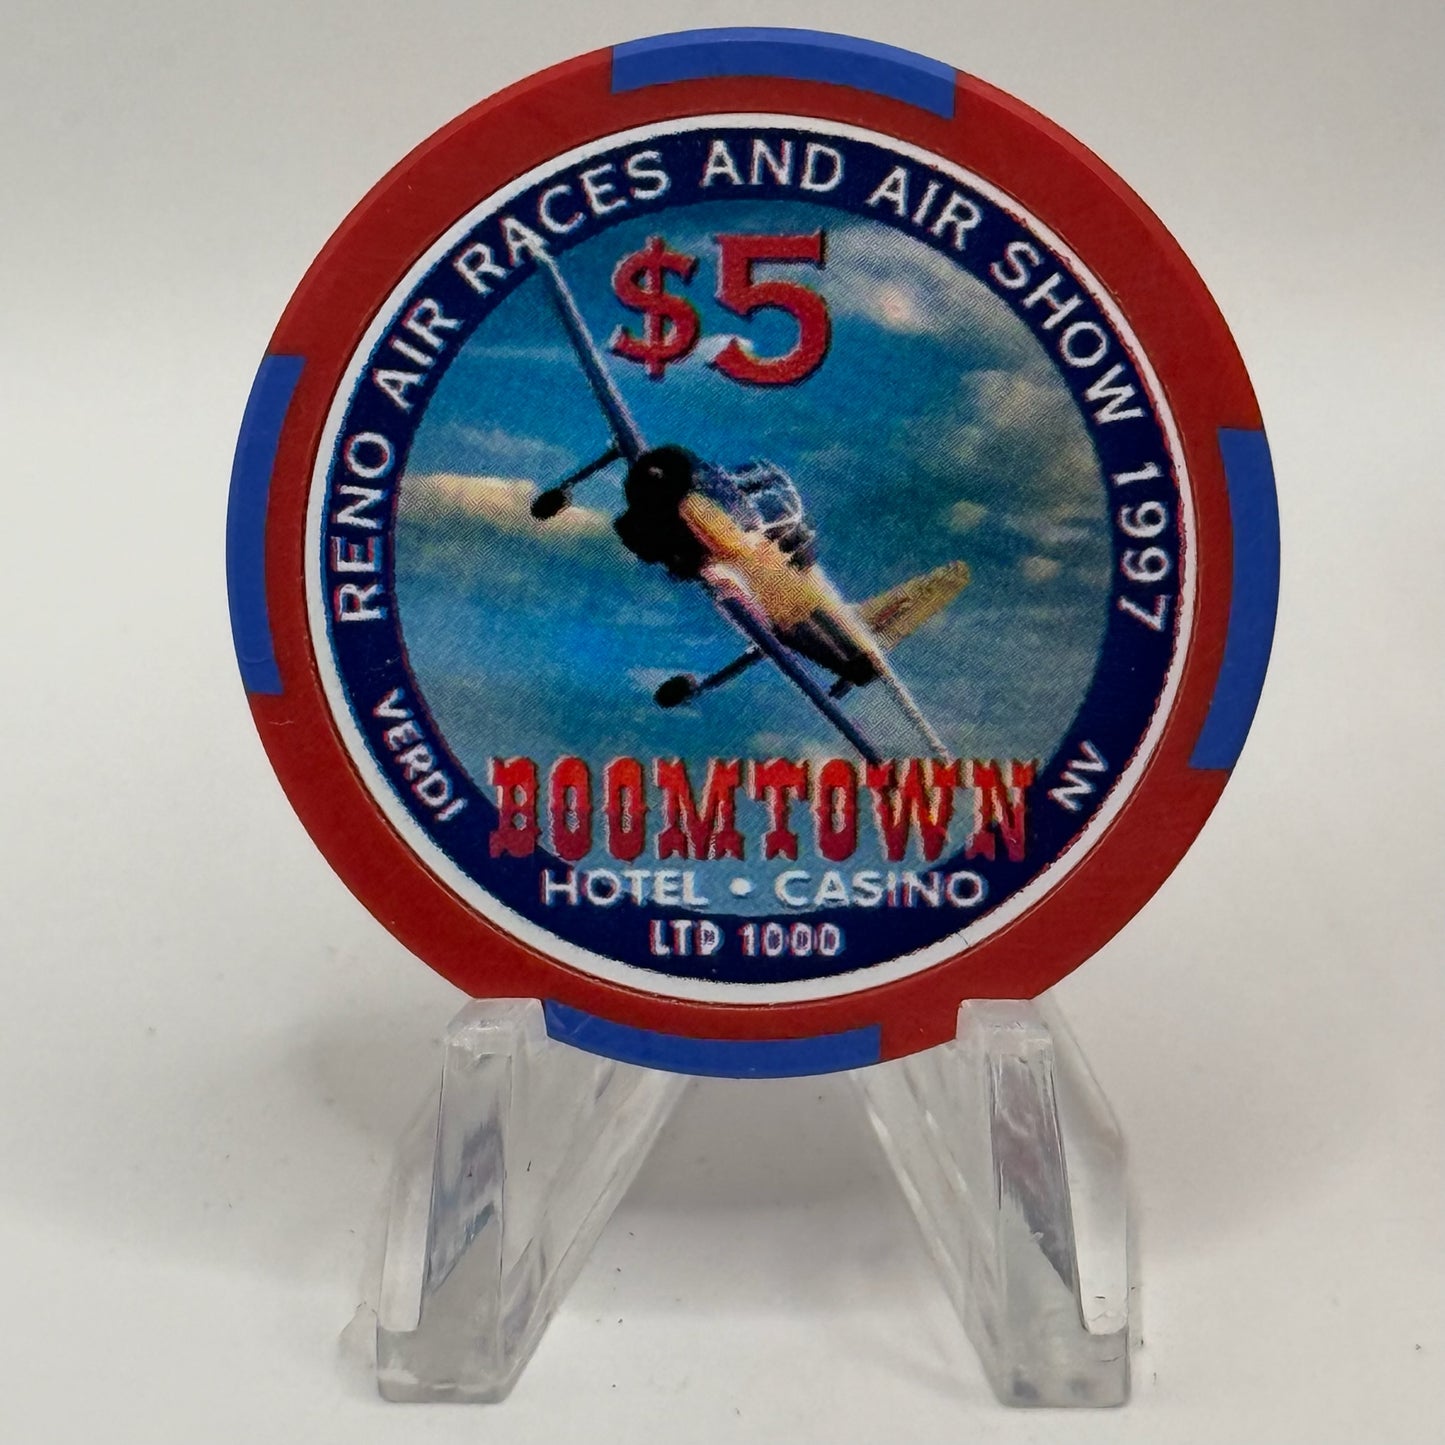 RENO AIR RACES AND AIR SHOW 1997
$5
VERDI
NV
BOOMTOWN
HOTEL • CASINO
LTD 1000